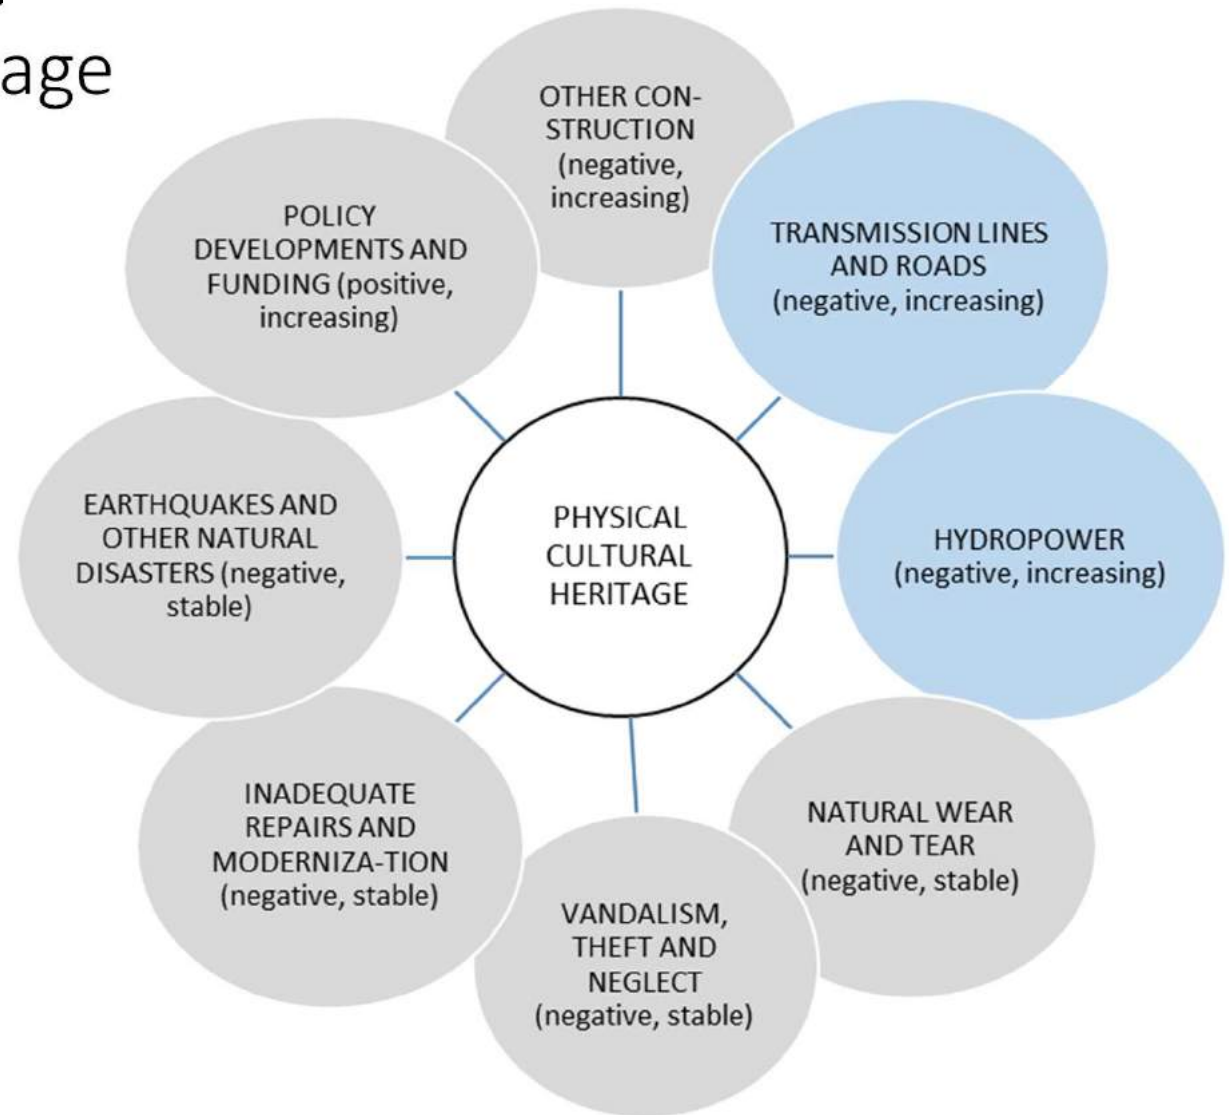 age
OTHER CON-
STRUCTION
(negative,
increasing)
TRANSMISSION LINES
AND ROADS
(negative, increasing)
HYDROPOWER
(negative, increasing)
NATURAL WEAR
AND TEAR
(negative, stable)
VANDALISM,
THEFT AND
NEGLECT
(negative, stable)
INADEQUATE
REPAIRS AND
MODERNIZA-TION
(negative, stable)
EARTHQUAKES AND
OTHER NATURAL
DISASTERS (negative,
stable)
POLICY
DEVELOPMENTS AND
FUNDING (positive,
increasing)
PHYSICAL
CULTURAL
HERITAGE